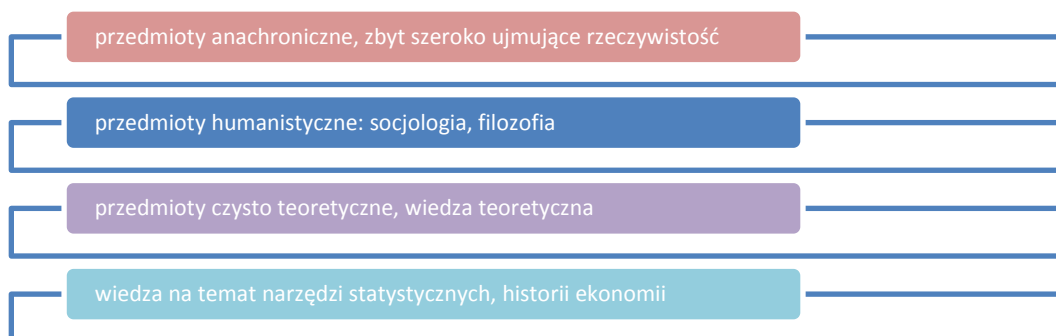 przedmioty anachroniczne, zbyt szeroko ujmujące rzeczywistość
przedmioty humanistyczne: socjologia, filozofia
przedmioty czysto teoretyczne, wiedza teoretyczna
wiedza na temat narzędzi statystycznych, historii ekonomii